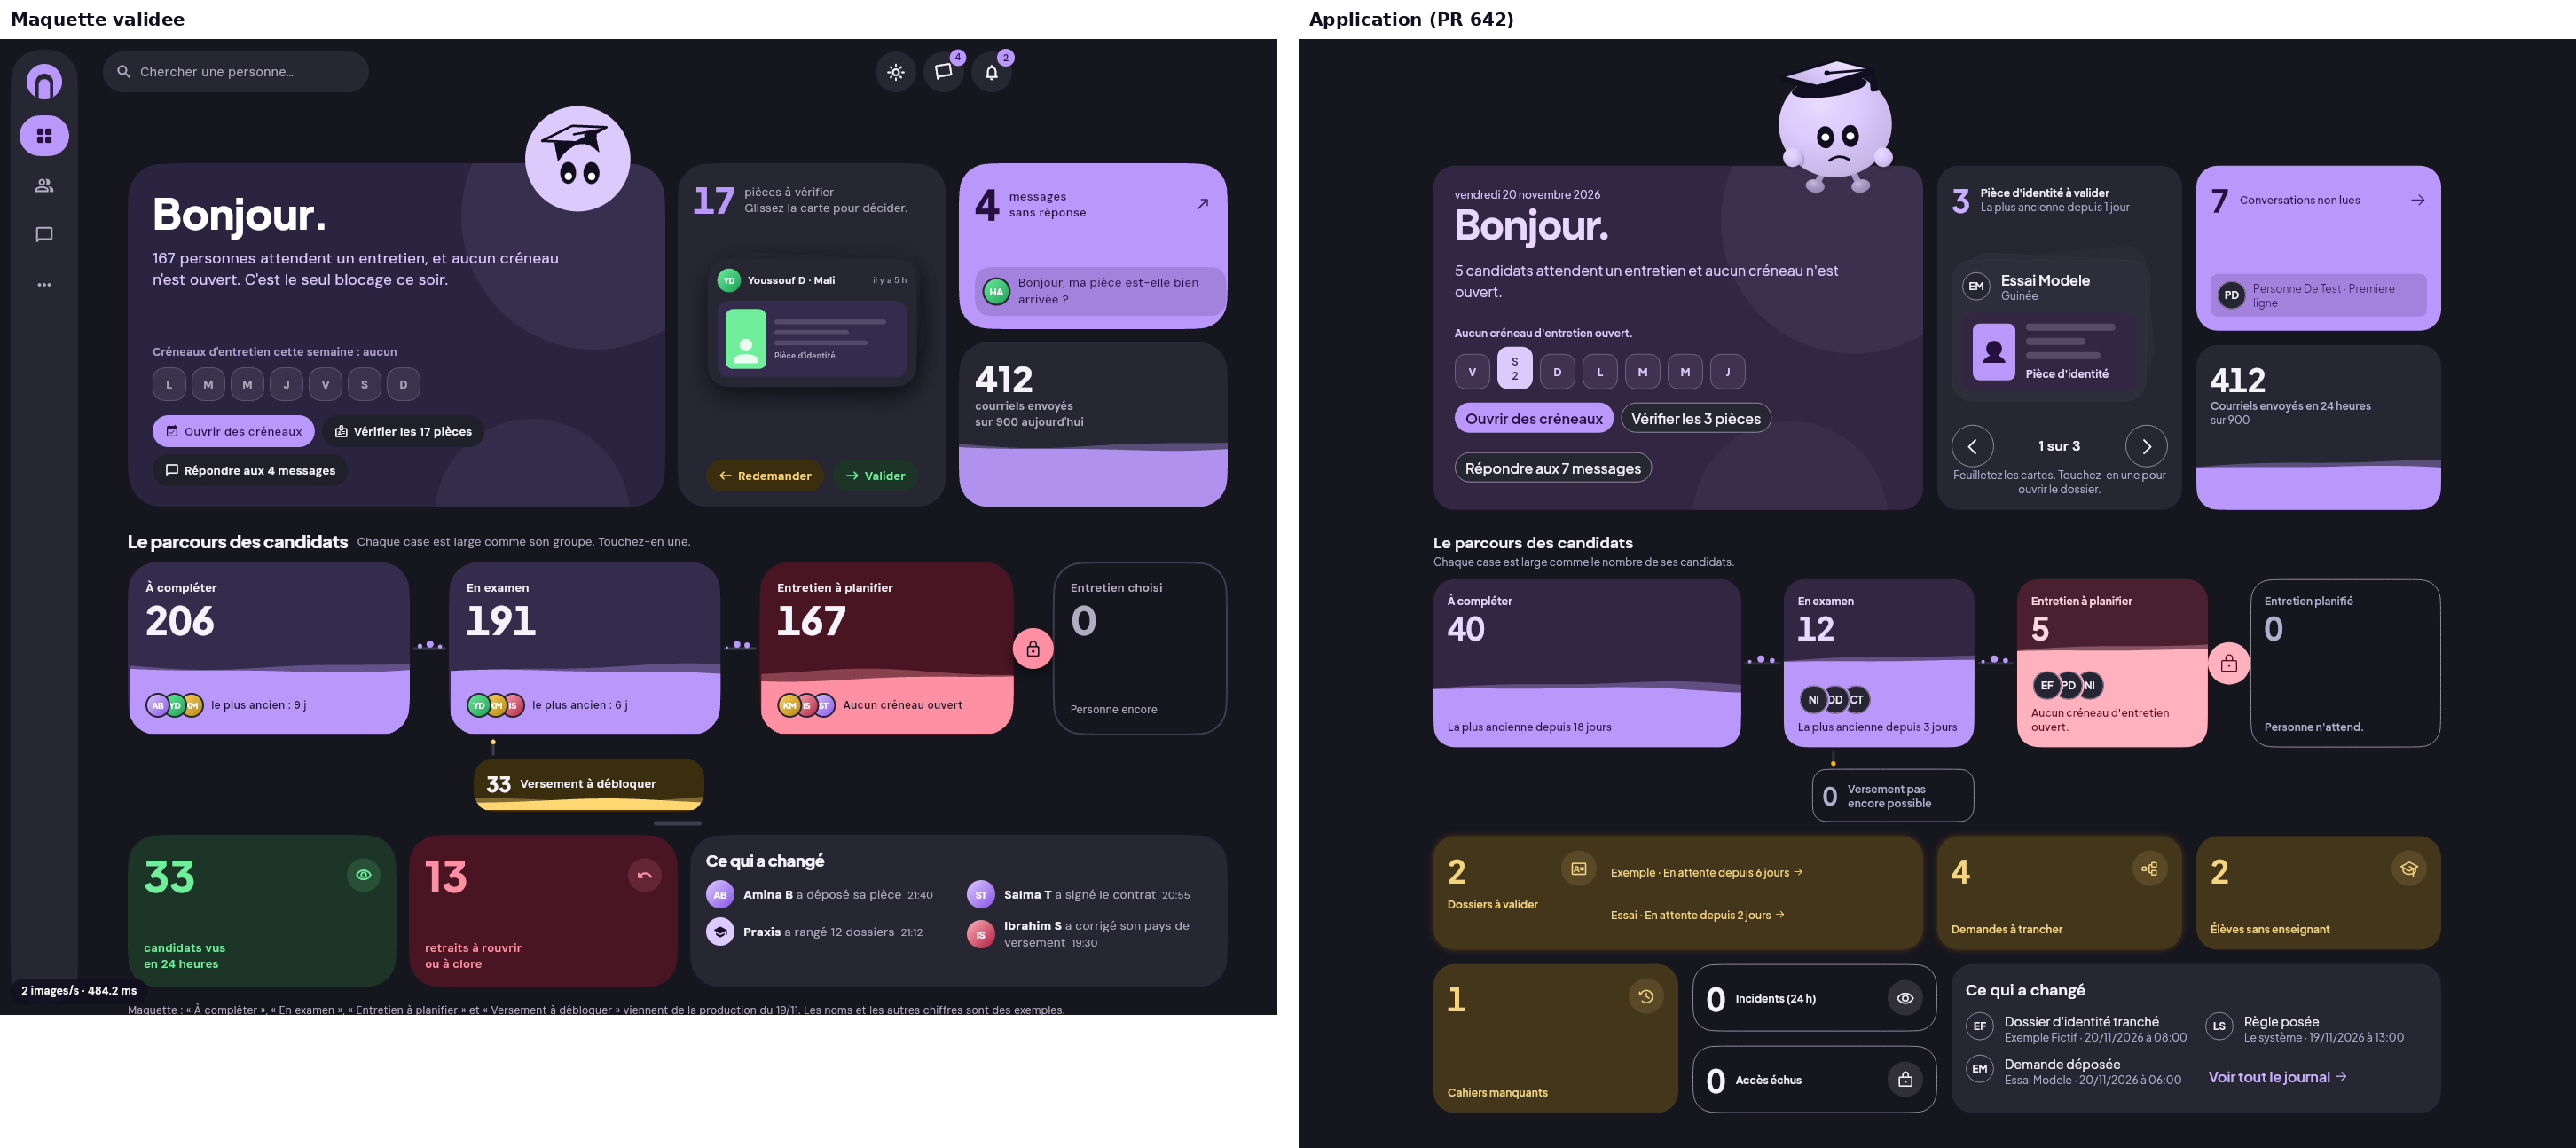 Maquette validee
Chercher une personne…
4
2
Bonjour.
167 personnes attendent un entretien, et aucun créneau
n'est ouvert. C'est le seul blocage ce soir.
Créneaux d'entretien cette semaine : aucun
L M M J V S D
Ouvrir des créneaux
Vérifier les 17 pièces
Répondre aux 4 messages
17
pièces à vérifier
Glissez la carte pour décider.
YD
Youssouf D · Mali
il y a 5 h
Pièce d'identité
← Redemander
→ Valider
4
messages
sans réponse
HA
Bonjour, ma pièce est-elle bien
arrivée ?
412
courriels envoyés
sur 900 aujourd'hui
Le parcours des candidats
Chaque case est large comme son groupe. Touchez-en une.
À compléter
206
AB YD KM
le plus ancien : 9 j
En examen
191
YD KM IS
le plus ancien : 6 j
Entretien à planifier
167
KM IS ST
Aucun créneau ouvert
Entretien choisi
0
Personne encore
33
Versement à débloquer
33
candidats vus
en 24 heures
13
retraits à rouvrir
ou à clore
Ce qui a changé
AB
Amina B a déposé sa pièce 21:40
Praxis a rangé 12 dossiers 21:12
ST
Salma T a signé le contrat 20:55
IS
Ibrahim S a corrigé son pays de
versement 19:30
2 images/s · 484.2 ms
Maquette : « À compléter », « En examen », « Entretien à planifier » et « Versement à débloquer » viennent de la production du 19/11. Les noms et les autres chiffres sont des exemples.
Application (PR 642)
vendredi 20 novembre 2026
Bonjour.
5 candidats attendent un entretien et aucun créneau n'est
ouvert.
Aucun créneau d'entretien ouvert.
V S D L M M J
2
Ouvrir des créneaux
Vérifier les 3 pièces
Répondre aux 7 messages
3
Pièce d'identité à valider
La plus ancienne depuis 1 jour
EM
Essai Modele
Guinée
Pièce d'identité
1 sur 3
Feuilletez les cartes. Touchez-en une pour
ouvrir le dossier.
7
Conversations non lues
→
PD
Personne De Test · Premiere
ligne
412
Courriels envoyés en 24 heures
sur 900
Le parcours des candidats
Chaque case est large comme le nombre de ses candidats.
À compléter
40
La plus ancienne depuis 18 jours
En examen
12
NI DD CT
La plus ancienne depuis 3 jours
Entretien à planifier
5
EF PD NI
Aucun créneau d'entretien
ouvert.
Entretien planifié
0
Personne n'attend.
0
Versement pas
encore possible
2
Dossiers à valider
Exemple · En attente depuis 6 jours →
Essai · En attente depuis 2 jours →
4
Demandes à trancher
2
Élèves sans enseignant
1
Cahiers manquants
0
Incidents (24 h)
0
Accès échus
Ce qui a changé
EF
Dossier d'identité tranché
Exemple Fictif · 20/11/2026 à 08:00
EM
Demande déposée
Essai Modele · 20/11/2026 à 06:00
LS
Règle posée
Le système · 19/11/2026 à 13:00
Voir tout le journal →